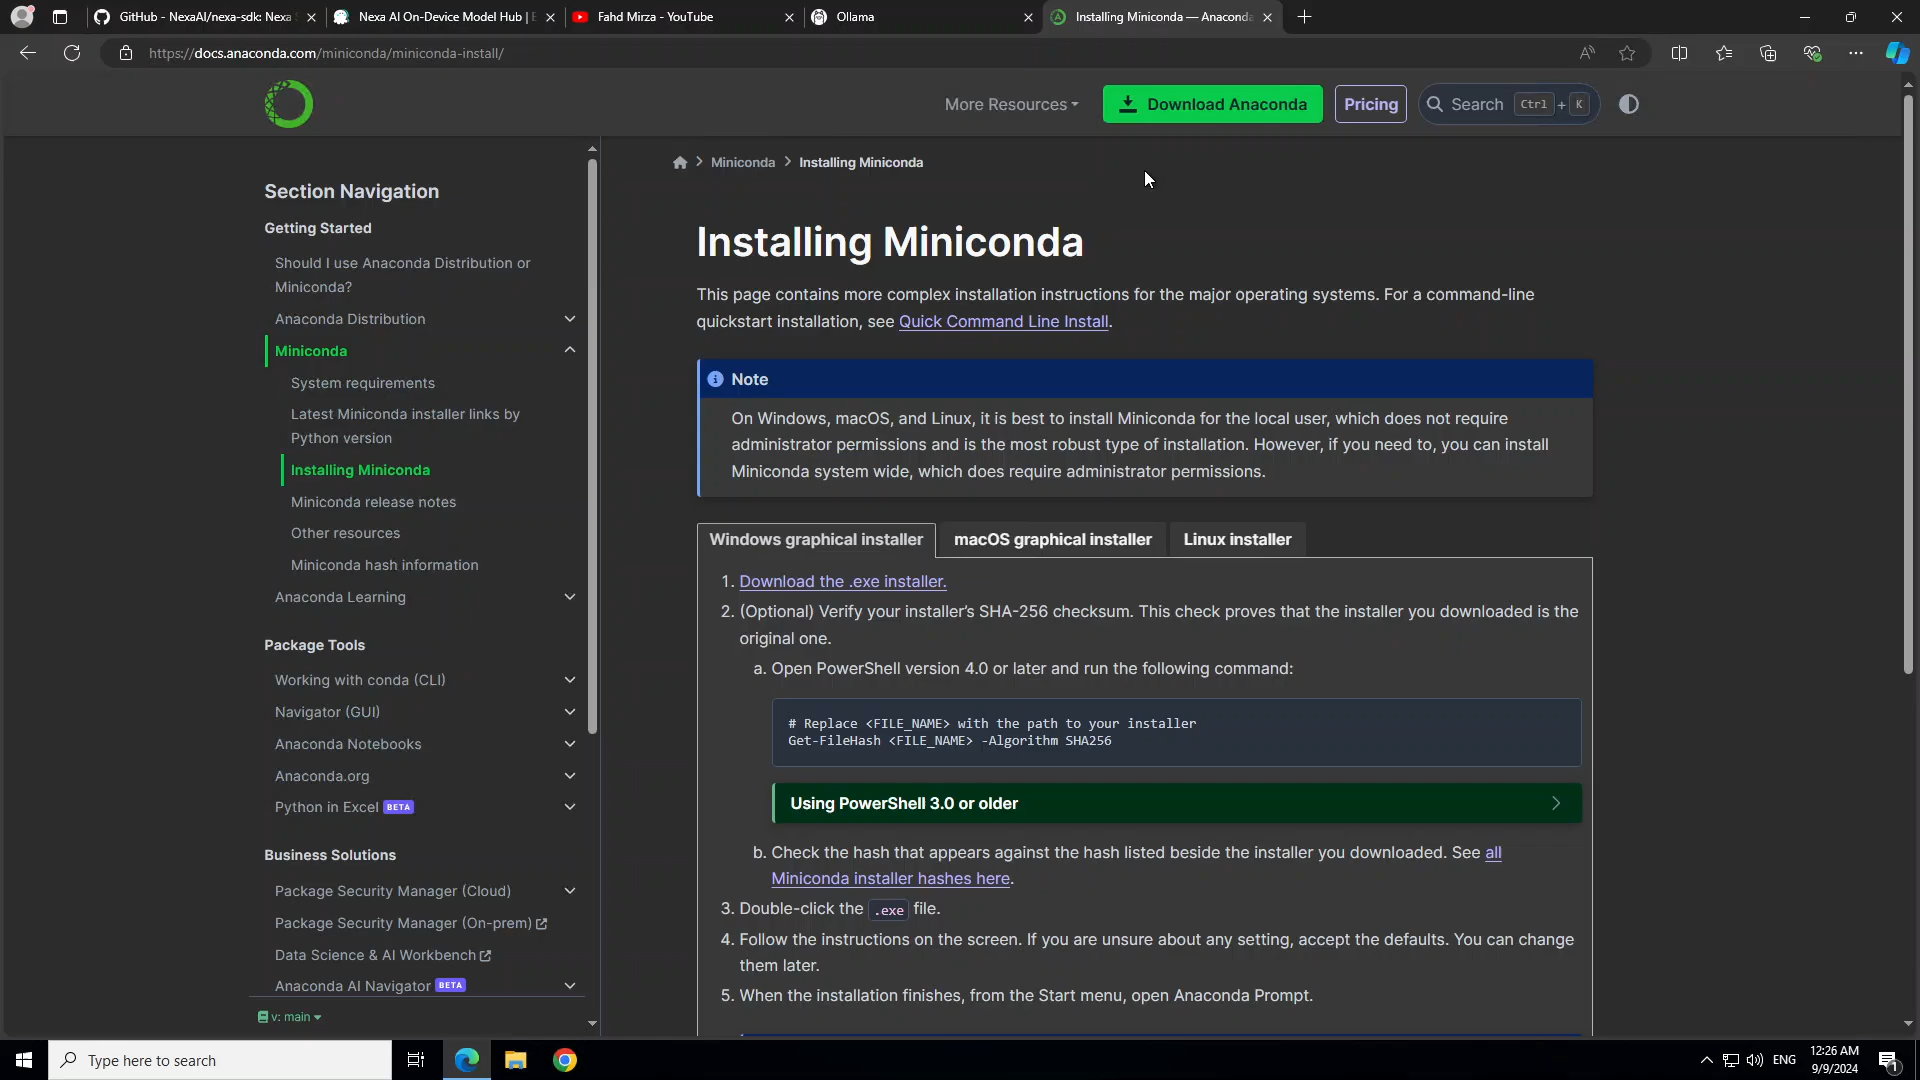 GitHub - NexaAI/nexa-sdk: Nexa
Nexa AI On-Device Model Hub | E
Fahd Mirza - YouTube
Ollama
Installing Miniconda — Anaconda
https://docs.anaconda.com/miniconda/miniconda-install/
More Resources
Download Anaconda
Pricing
Search Ctrl + K
Section Navigation
Getting Started
Should I use Anaconda Distribution or
Miniconda?
Anaconda Distribution
Miniconda
System requirements
Latest Miniconda installer links by
Python version
Installing Miniconda
Miniconda release notes
Other resources
Miniconda hash information
Anaconda Learning
Package Tools
Working with conda (CLI)
Navigator (GUI)
Anaconda Notebooks
Anaconda.org
Python in Excel BETA
Business Solutions
Package Security Manager (Cloud)
Package Security Manager (On-prem)
Data Science & AI Workbench
Anaconda AI Navigator BETA
v: main
Miniconda > Installing Miniconda
Installing Miniconda
This page contains more complex installation instructions for the major operating systems. For a command-line
quickstart installation, see Quick Command Line Install.
Note
On Windows, macOS, and Linux, it is best to install Miniconda for the local user, which does not require
administrator permissions and is the most robust type of installation. However, if you need to, you can install
Miniconda system wide, which does require administrator permissions.
Windows graphical installer macOS graphical installer Linux installer
1. Download the .exe installer.
2. (Optional) Verify your installer's SHA-256 checksum. This check proves that the installer you downloaded is the
original one.
a. Open PowerShell version 4.0 or later and run the following command:
# Replace <FILE_NAME> with the path to your installer
Get-FileHash <FILE_NAME> -Algorithm SHA256
Using PowerShell 3.0 or older
b. Check the hash that appears against the hash listed beside the installer you downloaded. See all
Miniconda installer hashes here.
3. Double-click the .exe file.
4. Follow the instructions on the screen. If you are unsure about any setting, accept the defaults. You can change
them later.
5. When the installation finishes, from the Start menu, open Anaconda Prompt.
Type here to search
ENG
12:26 AM
9/9/2024
1